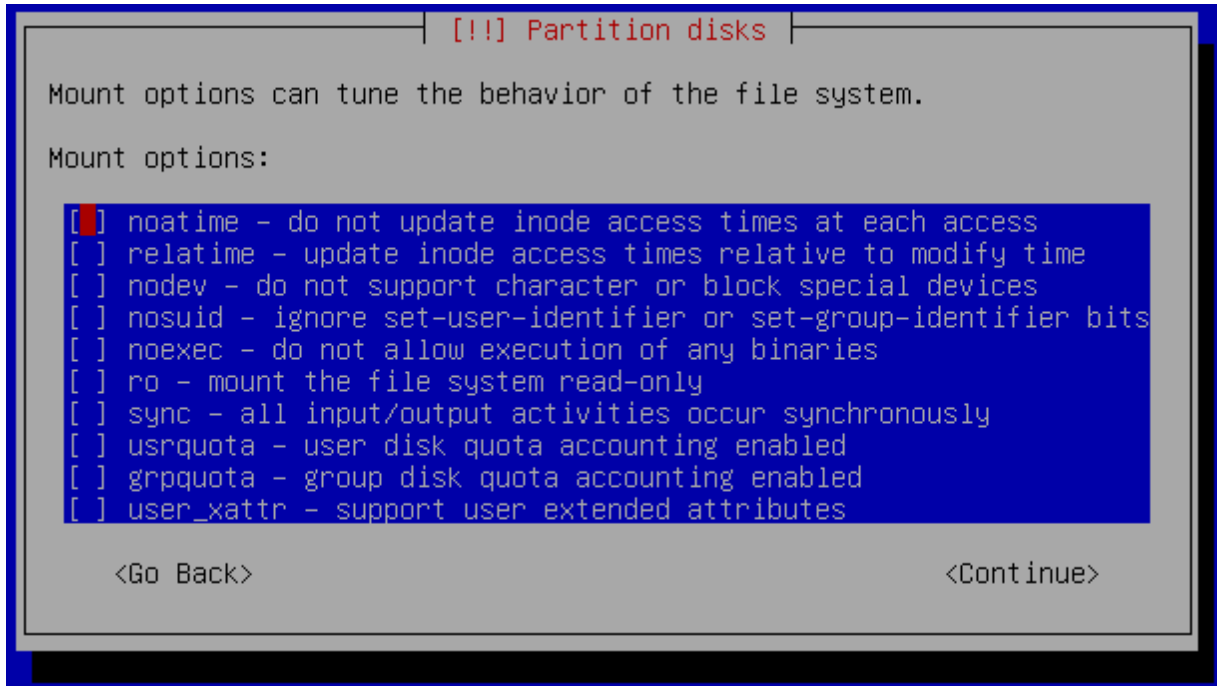 [!!] Partition disks
Mount options can tune the behavior of the file system.
Mount options:
[ ] noatime – do not update inode access times at each access
[ ] relatime – update inode access times relative to modify time
[ ] nodev – do not support character or block special devices
[ ] nosuid – ignore set-user-identifier or set-group-identifier bits
[ ] noexec – do not allow execution of any binaries
[ ] ro – mount the file system read-only
[ ] sync – all input/output activities occur synchronously
[ ] usrquota – user disk quota accounting enabled
[ ] grpquota – group disk quota accounting enabled
[ ] user_xattr – support user extended attributes
<Go Back> <Continue>